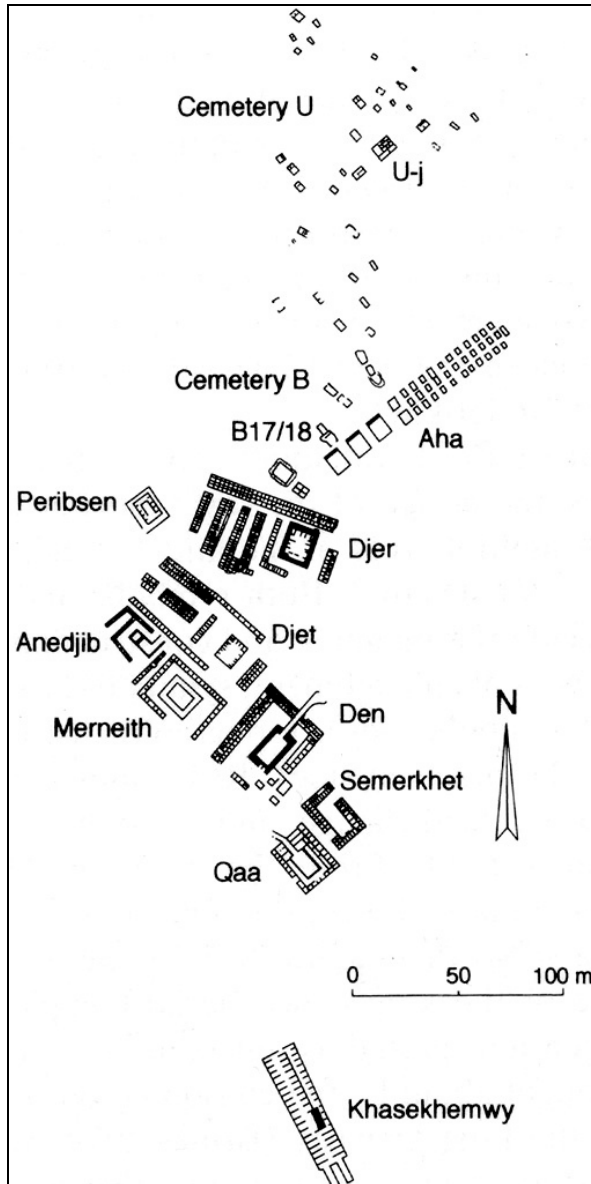 Cemetery U
U-j
Cemetery B
B17/18
Aha
Peribsen
Djer
Djet
Anedjib
Merneith
Den
N
Semerkhet
Qaa
0 50 100 m
Khasekhemwy